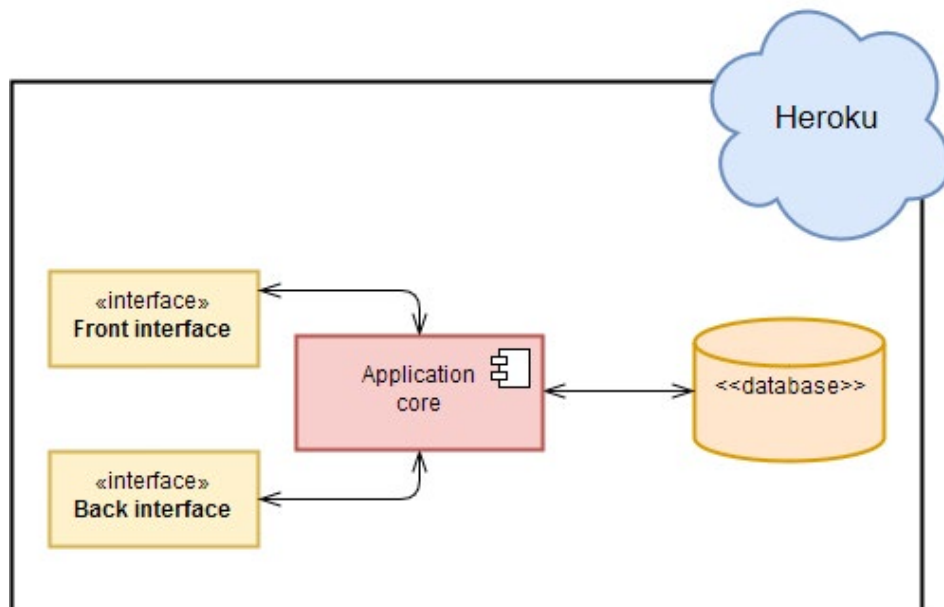 Heroku
«interface»
Front interface
Application
core
<<database>>
«interface»
Back interface